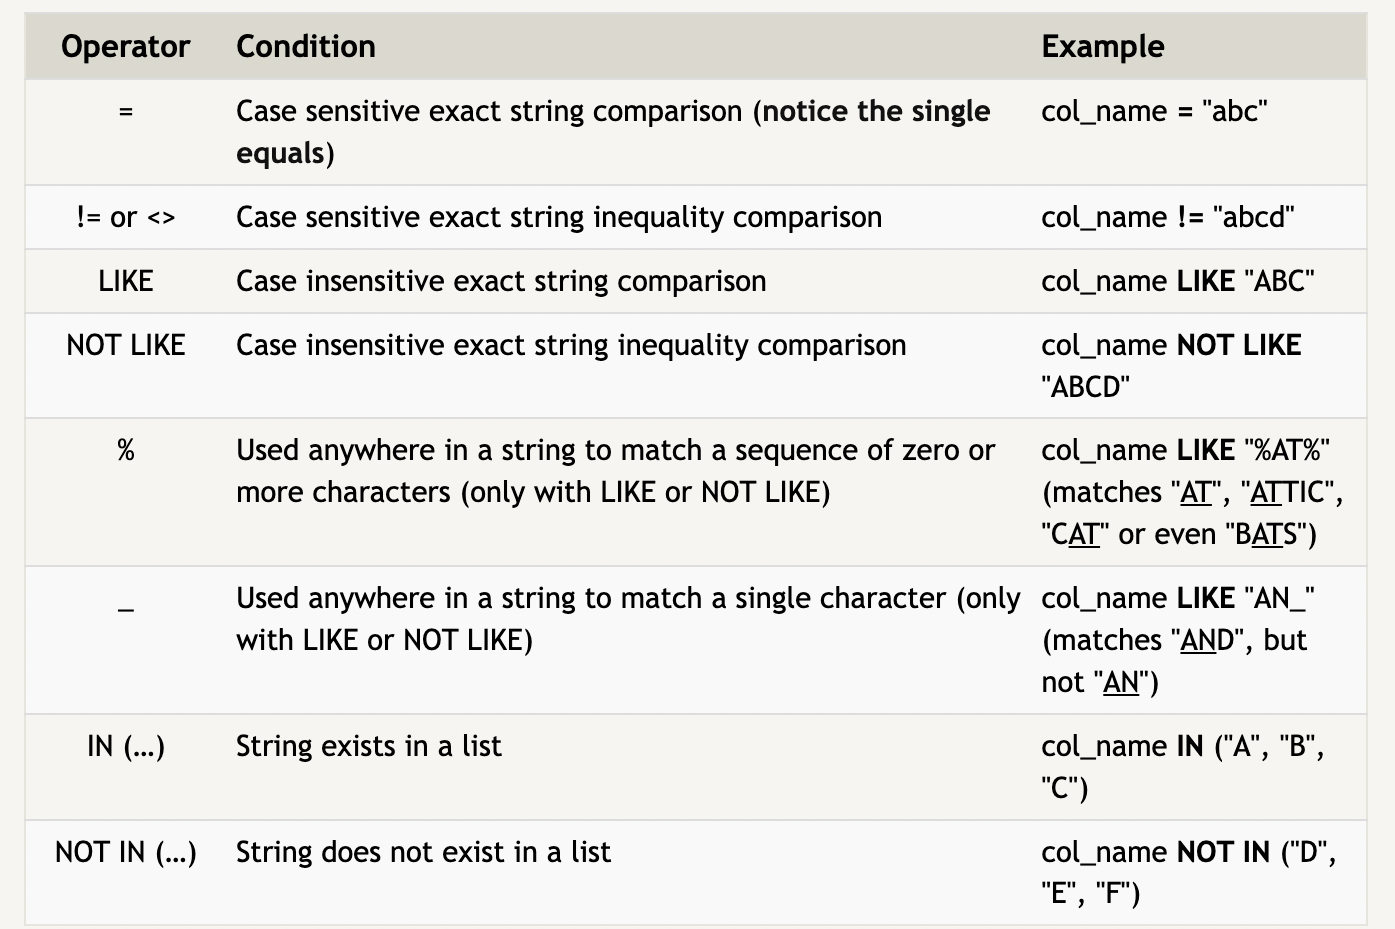 Operator Condition Example
= Case sensitive exact string comparison (notice the single equals) col_name = "abc"
!= or <> Case sensitive exact string inequality comparison col_name != "abcd"
LIKE Case insensitive exact string comparison col_name LIKE "ABC"
NOT LIKE Case insensitive exact string inequality comparison col_name NOT LIKE "ABCD"
% Used anywhere in a string to match a sequence of zero or more characters (only with LIKE or NOT LIKE) col_name LIKE "%AT%" (matches "AT", "ATTIC", "CAT" or even "BATS")
_ Used anywhere in a string to match a single character (only with LIKE or NOT LIKE) col_name LIKE "AN_" (matches "AND", but not "AN")
IN (…) String exists in a list col_name IN ("A", "B", "C")
NOT IN (…) String does not exist in a list col_name NOT IN ("D", "E", "F")